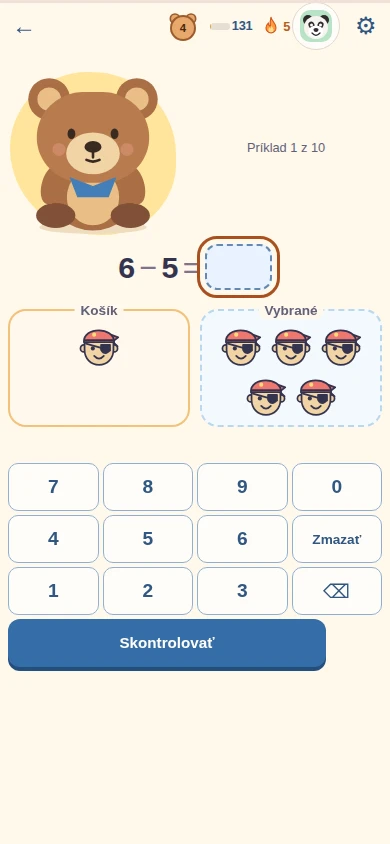 ← 4 131 5 ⚙
Príklad 1 z 10
6 − 5 =
Košík Vybrané
7 8 9 0
4 5 6 Zmazať
1 2 3 ⌫
Skontrolovať